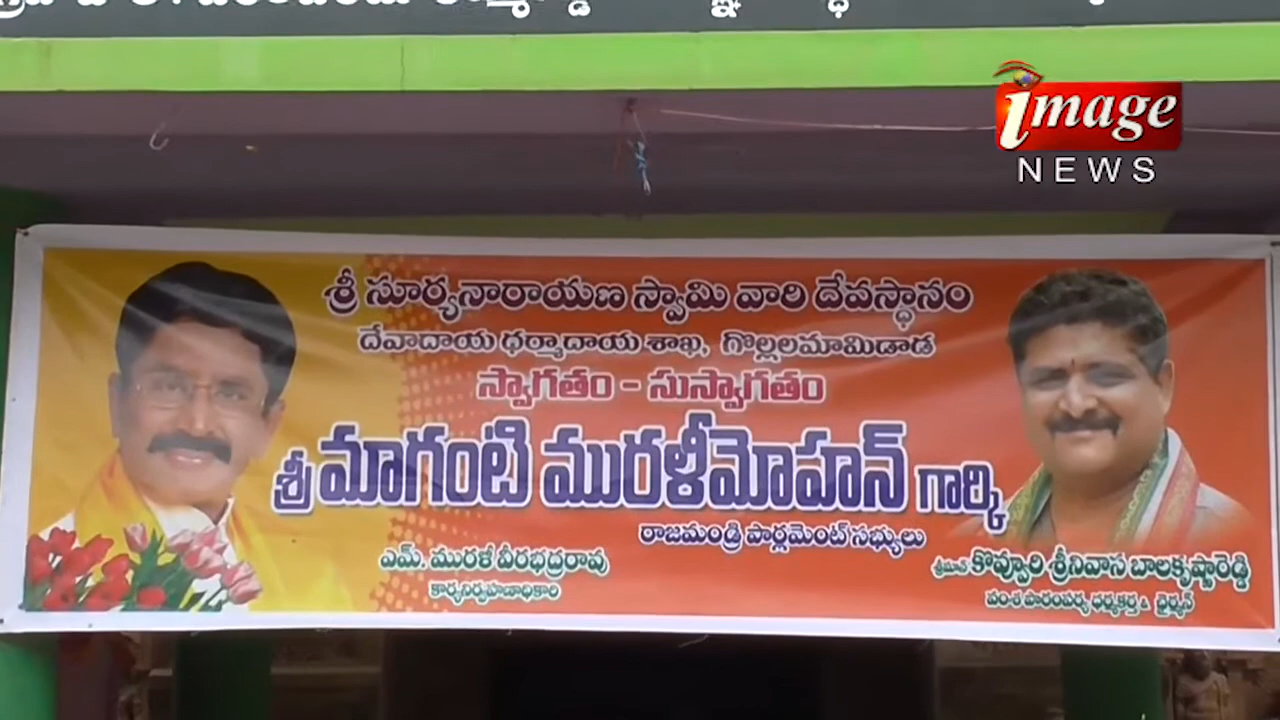 image
NEWS
శ్రీ సూర్యనారాయణ స్వామి వారి దేవస్థానం
దేవాదాయ ధర్మాదాయ శాఖ, గొల్లలమామిడాడ
స్వాగతం - సుస్వాగతం
శ్రీ మాగంటి మురళీమోహన్ గార్కి
రాజమండ్రి పార్లమెంట్ సభ్యులు
ఎమ్. మురళీ వీరభద్రరావు
కార్యనిర్వహణాధికారి
శ్రీమాన్ కొవ్వూరి శ్రీనివాస బాలకృష్ణారెడ్డి
వంశ పారంపర్య ధర్మకర్త & ఛైర్మన్